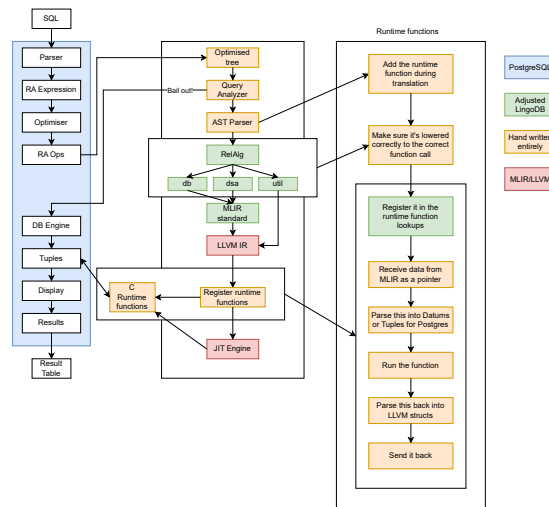 SQL
Parser
RA Expression
Optimiser
RA Ops
DB Engine
Tuples
Display
Results
Result
Table
Optimised
tree
Bail out!
Query
Analyzer
AST Parser
RelAlg
db
dsa
util
MLIR
standard
LLVM IR
C
Runtime
functions
Register runtime
functions
JIT Engine
Runtime functions
Add the runtime
function during
translation
Make sure it's lowered
correctly to the correct
function call
Register it in the
runtime function
lookups
Receive data from
MLIR as a pointer
Parse this into Datums
or Tuples for Postgres
Run the function
Parse this back into
LLVM structs
Send it back
PostgreSQL
Adjusted
LingoDB
Hand written
entirely
MLIR/LLVM